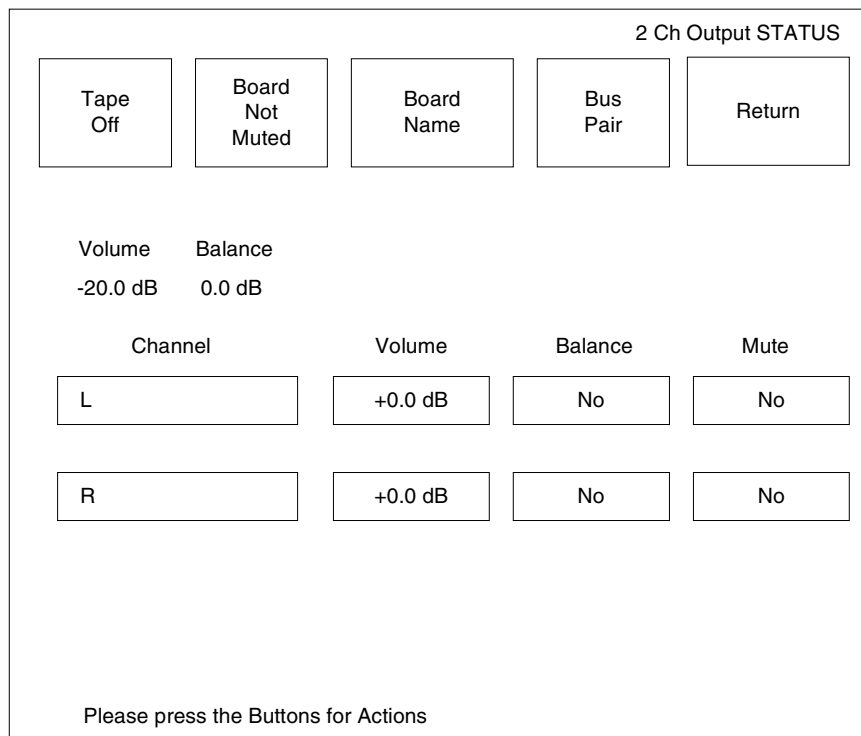 2 Ch Output STATUS
Tape
Off
Board
Not
Muted
Board
Name
Bus
Pair
Return
Volume Balance
-20.0 dB 0.0 dB
Channel Volume Balance Mute
L +0.0 dB No No
R +0.0 dB No No
Please press the Buttons for Actions